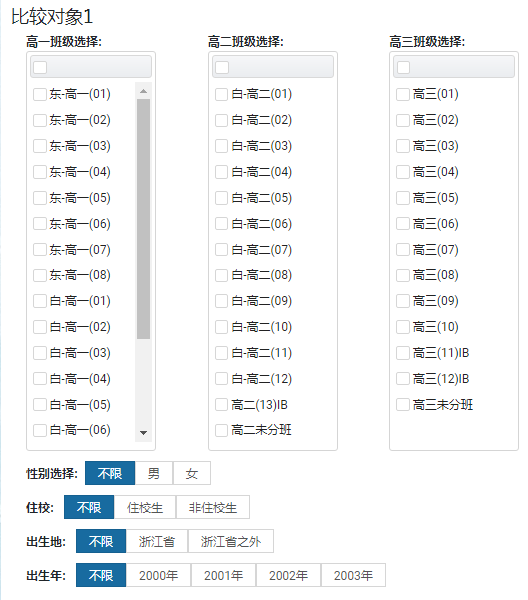 比较对象1
高一班级选择: 高二班级选择: 高三班级选择:
东-高一(01) 白-高二(01) 高三(01)
东-高一(02) 白-高二(02) 高三(02)
东-高一(03) 白-高二(03) 高三(03)
东-高一(04) 白-高二(04) 高三(04)
东-高一(05) 白-高二(05) 高三(05)
东-高一(06) 白-高二(06) 高三(06)
东-高一(07) 白-高二(07) 高三(07)
东-高一(08) 白-高二(08) 高三(08)
白-高一(01) 白-高二(09) 高三(09)
白-高一(02) 白-高二(10) 高三(10)
白-高一(03) 白-高二(11) 高三(11)IB
白-高一(04) 白-高二(12) 高三(12)IB
白-高一(05) 高二(13)IB 高三未分班
白-高一(06) 高二未分班
性别选择: 不限 男 女
住校: 不限 住校生 非住校生
出生地: 不限 浙江省 浙江省之外
出生年: 不限 2000年 2001年 2002年 2003年